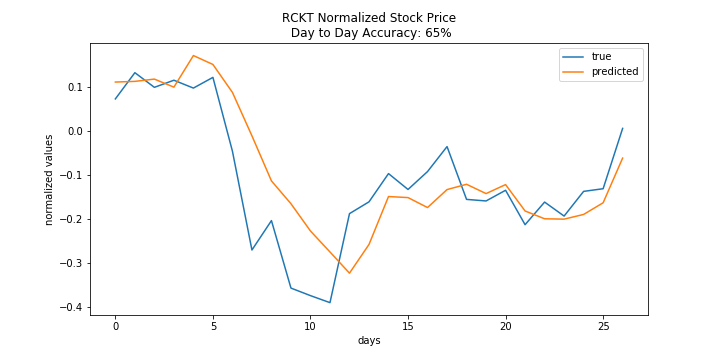 RCKT Normalized Stock Price
Day to Day Accuracy: 65%
true
predicted
normalized values
0.1
0.0
−0.1
−0.2
−0.3
−0.4
0
5
10
15
20
25
days